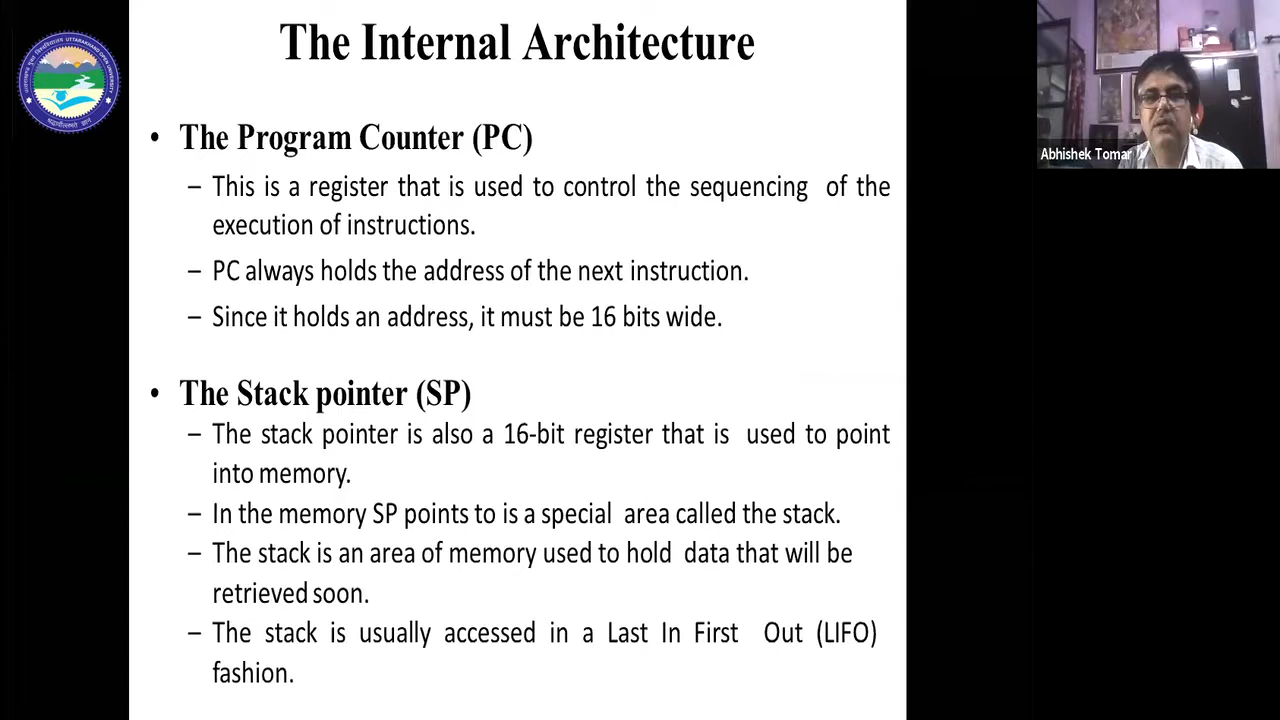 The Internal Architecture
UTTARAKHAND OPEN UNIVERSITY
• The Program Counter (PC)
– This is a register that is used to control the sequencing of the
execution of instructions.
– PC always holds the address of the next instruction.
– Since it holds an address, it must be 16 bits wide.
• The Stack pointer (SP)
– The stack pointer is also a 16-bit register that is used to point
into memory.
– In the memory SP points to is a special area called the stack.
– The stack is an area of memory used to hold data that will be
retrieved soon.
– The stack is usually accessed in a Last In First Out (LIFO)
fashion.
Abhishek Tomar